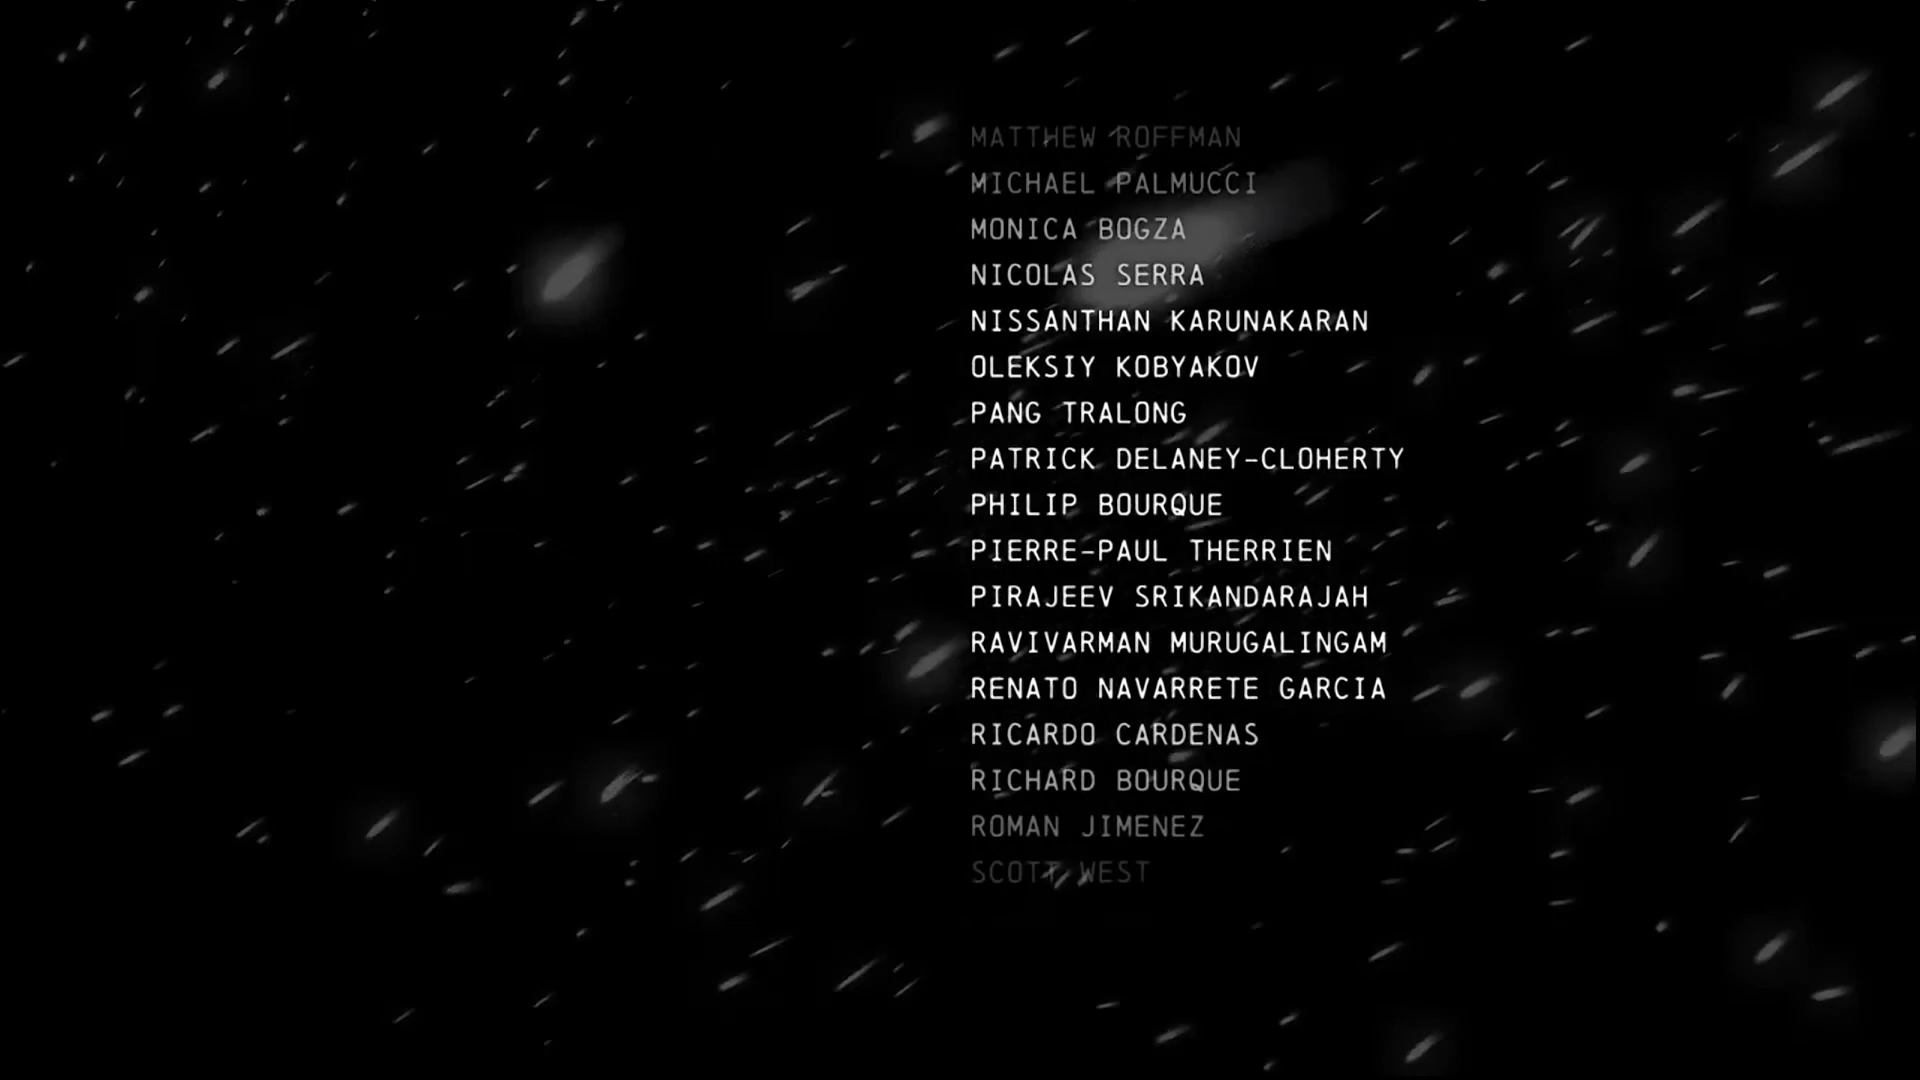 MATTHEW ROFFMAN
MICHAEL PALMUCCI
MONICA BOGZA
NICOLAS SERRA
NISSANTHAN KARUNAKARAN
OLEKSIY KOBYAKOV
PANG TRALONG
PATRICK DELANEY-CLOHERTY
PHILIP BOURQUE
PIERRE-PAUL THERRIEN
PIRAJEEV SRIKANDARAJAH
RAVIVARMAN MURUGALINGAM
RENATO NAVARRETE GARCIA
RICARDO CARDENAS
RICHARD BOURQUE
ROMAN JIMENEZ
SCOTT WEST